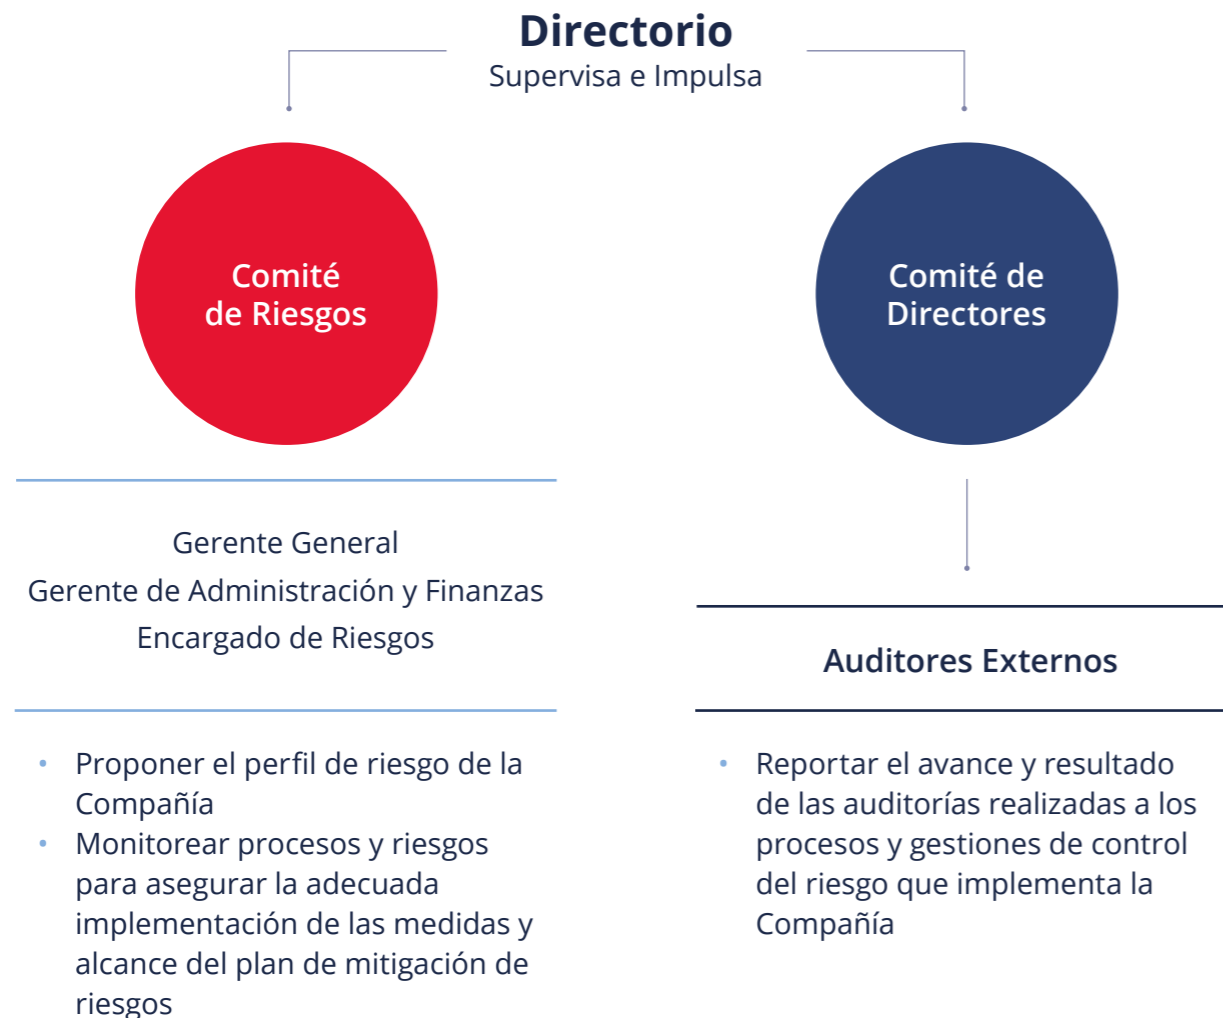 Directorio
Supervisa e Impulsa
Comité
de Riesgos
Gerente General
Gerente de Administración y Finanzas
Encargado de Riesgos
• Proponer el perfil de riesgo de la
Compañía
• Monitorear procesos y riesgos
para asegurar la adecuada
implementación de las medidas y
alcance del plan de mitigación de
riesgos
Comité de
Directores
Auditores Externos
• Reportar el avance y resultado
de las auditorías realizadas a los
procesos y gestiones de control
del riesgo que implementa la
Compañía